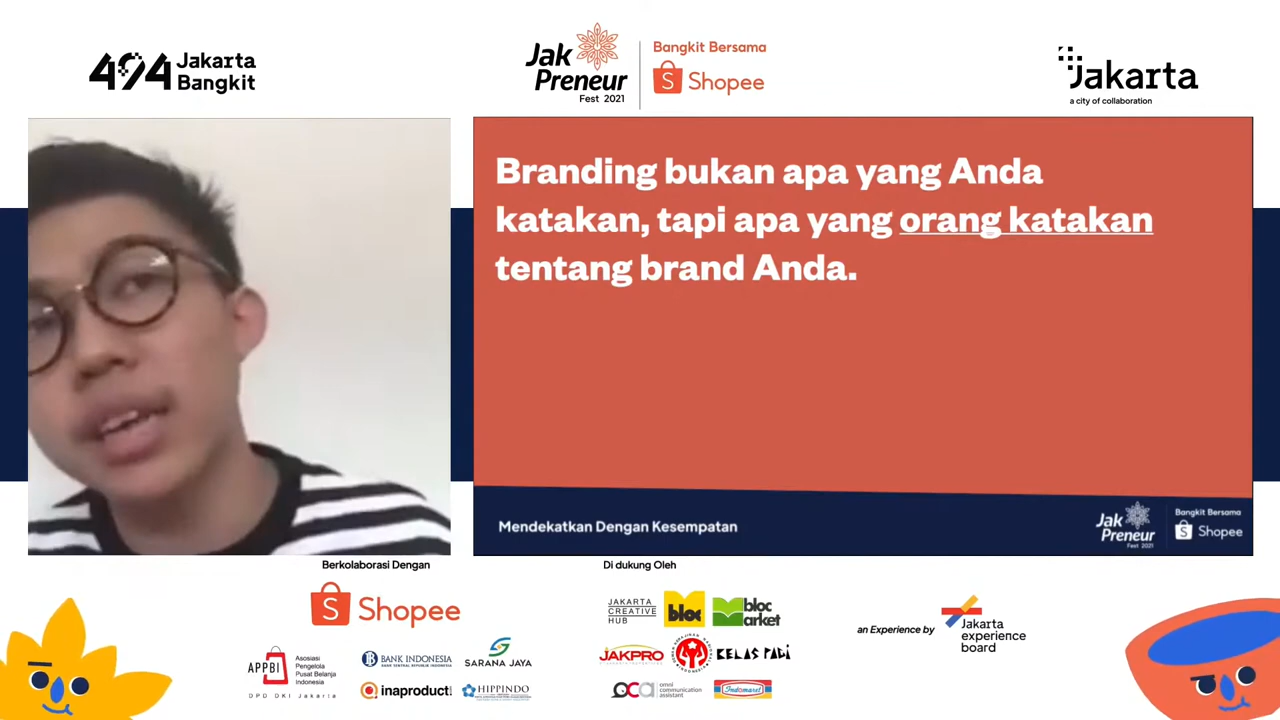 494 Jakarta
Bangkit
Jak
Preneur
Fest 2021
Bangkit Bersama
Shopee
Jakarta
a city of collaboration
Branding bukan apa yang Anda
katakan, tapi apa yang orang katakan
tentang brand Anda.
Mendekatkan Dengan Kesempatan
Jak
Preneur
Fest 2021
Bangkit Bersama
Shopee
Berkolaborasi Dengan
Di dukung Oleh
Shopee
JAKARTA
CREATIVE
HUB
bloc
bloc
market
an Experience by
Jakarta
experience
board
APPBI
Asosiasi
Pengelola
Pusat Belanja
Indonesia
DPD DKI Jakarta
BANK INDONESIA
SARANA JAYA
JAKPRO
KELAS PADI
inaproduct
HIPPINDO
oca
omni
communication
assistant
Indomaret